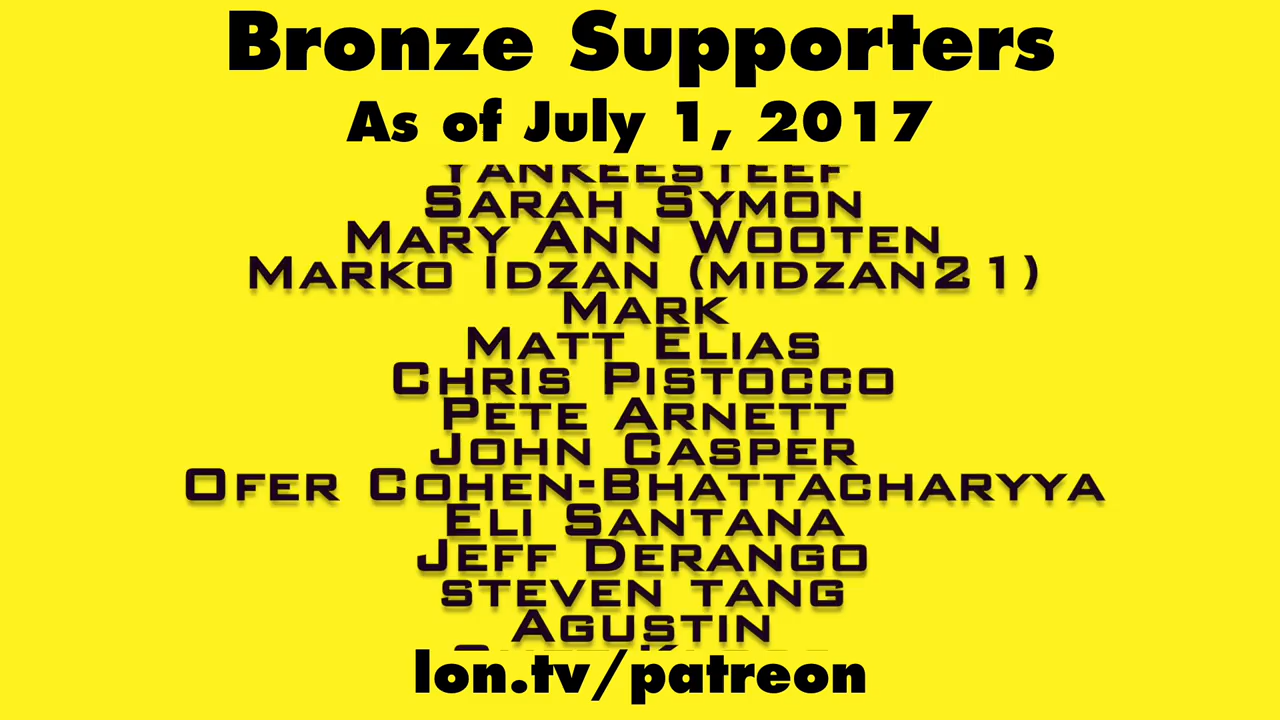 Bronze Supporters
As of July 1, 2017
YANKEESTEEF
SARAH SYMON
MARY ANN WOOTEN
MARKO IDZAN (MIDZAN21)
MARK
MATT ELIAS
CHRIS PISTOCCO
PETE ARNETT
JOHN CASPER
OFER COHEN-BHATTACHARYYA
ELI SANTANA
JEFF DERANGO
STEVEN TANG
AGUSTIN
lon.tv/patreon